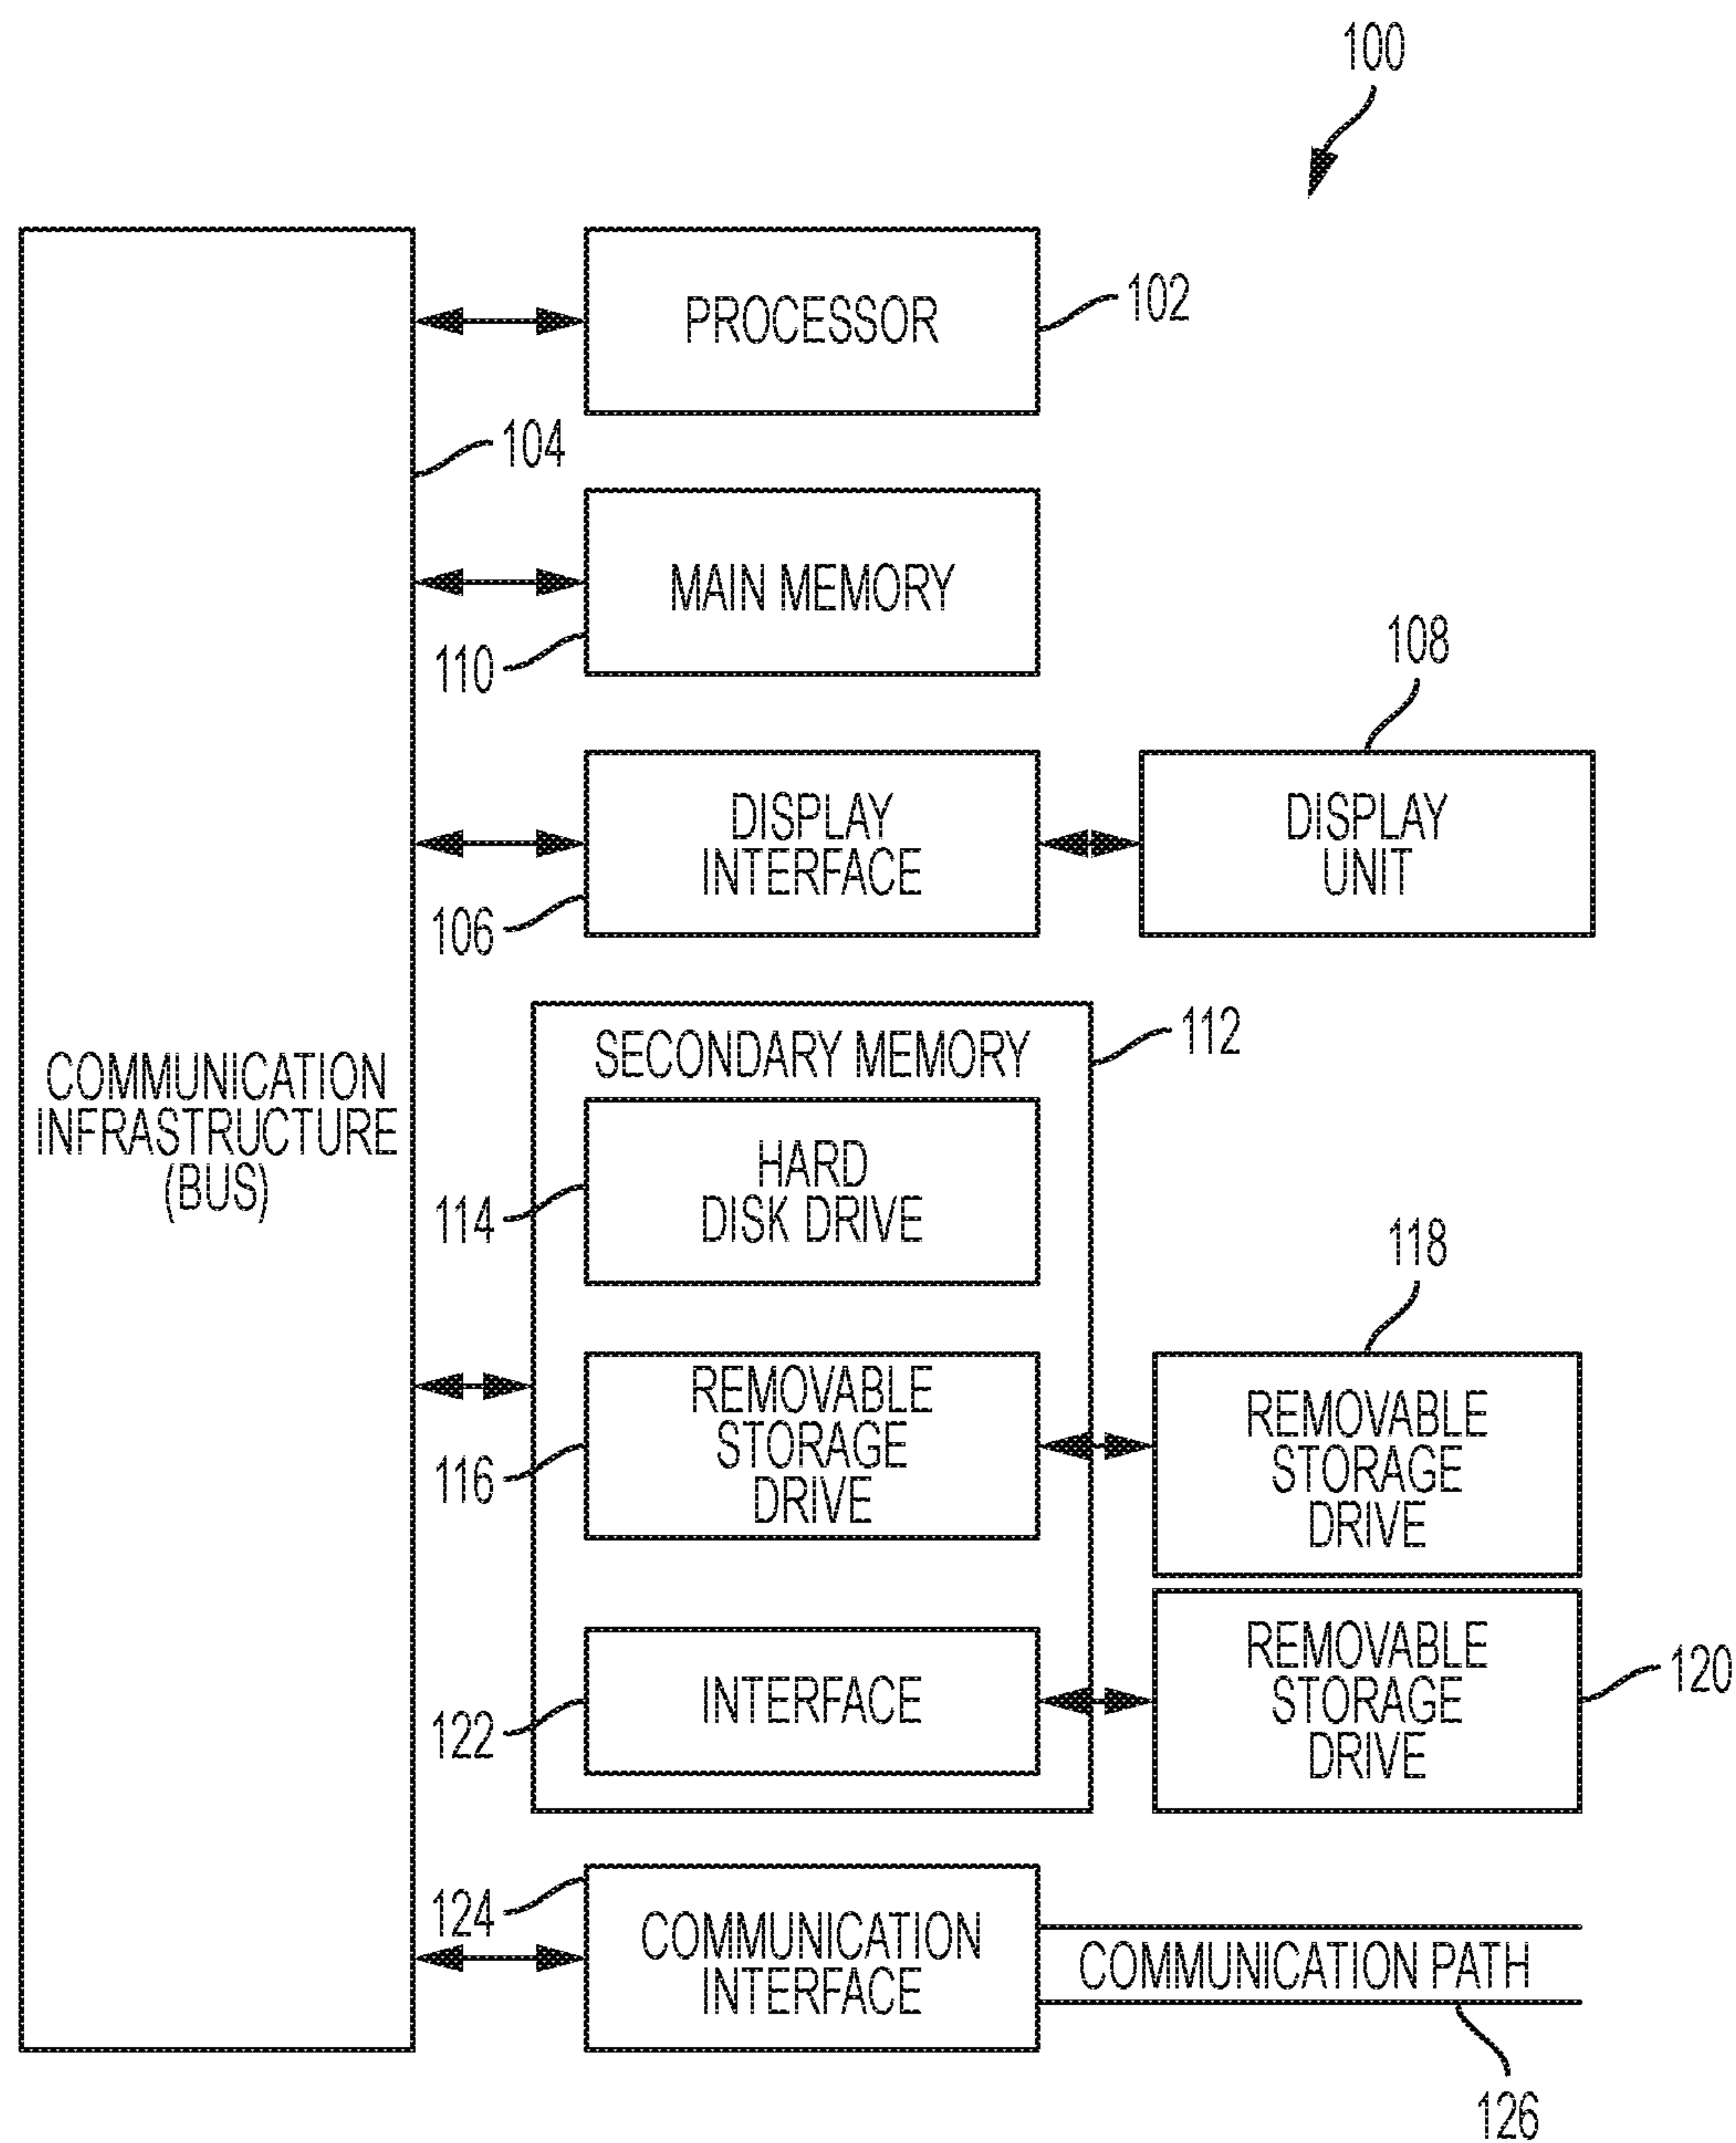 100
PROCESSOR
102
104
MAIN MEMORY
110
108
DISPLAY
INTERFACE
106
DISPLAY
UNIT
SECONDARY MEMORY
112
COMMUNICATION
INFRASTRUCTURE
(BUS)
HARD
DISK DRIVE
114
118
REMOVABLE
STORAGE
DRIVE
116
REMOVABLE
STORAGE
DRIVE
INTERFACE
122
REMOVABLE
STORAGE
DRIVE
120
124
COMMUNICATION
INTERFACE
COMMUNICATION PATH
126